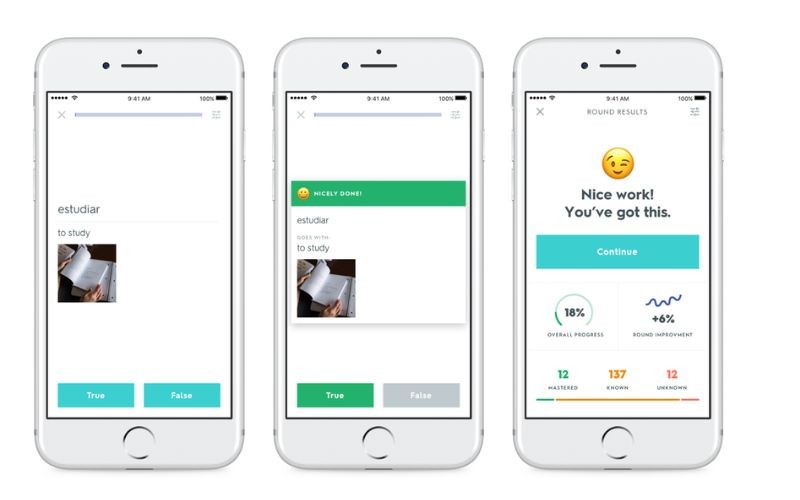 9:41 AM
100%
estudiar
to study
True
False
9:41 AM
100%
NICELY DONE!
estudiar
GOES WITH:
to study
True
False
9:41 AM
100%
ROUND RESULTS
Nice work!
You've got this.
Continue
18%
OVERALL PROGRESS
+6%
ROUND IMPROVMENT
12
MASTERED
137
KNOWN
12
UNKNOWN